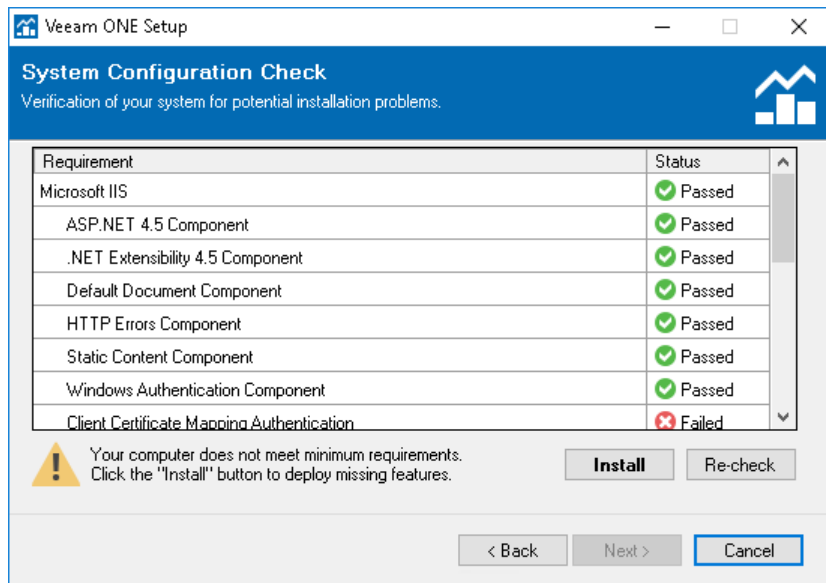 Veeam ONE Setup
System Configuration Check
Verification of your system for potential installation problems.
Requirement Status
Microsoft IIS Passed
ASP.NET 4.5 Component Passed
.NET Extensibility 4.5 Component Passed
Default Document Component Passed
HTTP Errors Component Passed
Static Content Component Passed
Windows Authentication Component Passed
Client Certificate Mapping Authentication Failed
Your computer does not meet minimum requirements.
Click the "Install" button to deploy missing features.
Install Re-check
< Back Next > Cancel